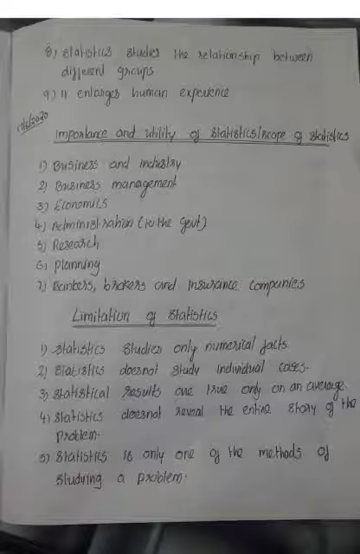 8) Statistics studies the relationship between
different groups
9) It enlarges human experience
Importance and utility of statistics/scope of statistics
1) Business and industry
2) Business management
3) Economics
4) Administration (to the govt)
5) Research
6) planning
7) Bankers, brokers and Insurance companies
Limitation of Statistics
1) Statistics studies only numerical facts.
2) Statistics doesnot study individual cases.
3) Statistical Results are true only on an average
4) Statistics doesnot reveal the entire story of the
Problem.
5) Statistics is only one of the methods of
studying a problem.